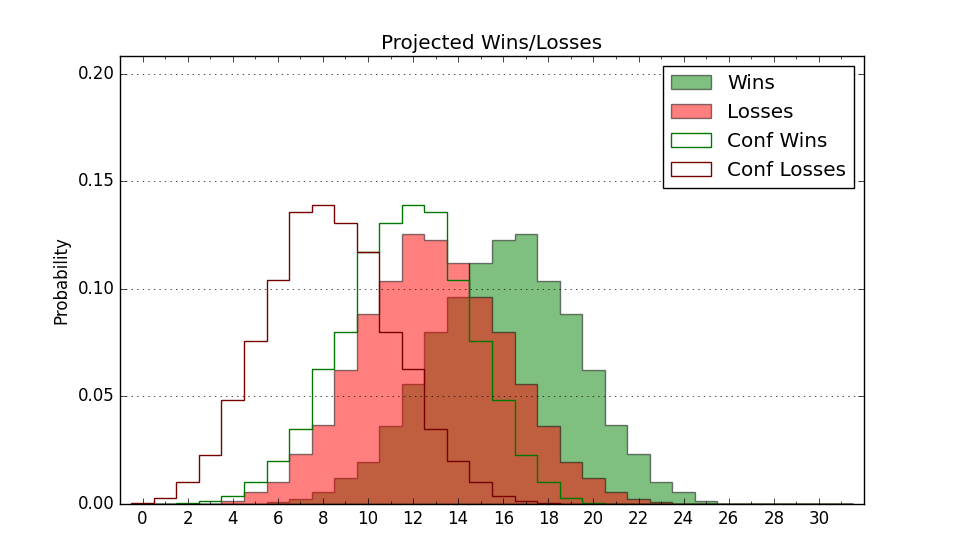 Projected Wins/Losses
Probability
0.20
0.15
0.10
0.05
0.00
0 2 4 6 8 10 12 14 16 18 20 22 24 26 28 30
Wins
Losses
Conf Wins
Conf Losses